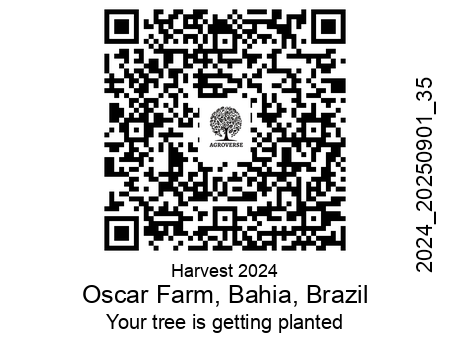 AGROVERSE
Harvest 2024
Oscar Farm, Bahia, Brazil
Your tree is getting planted
2024_20250901_35